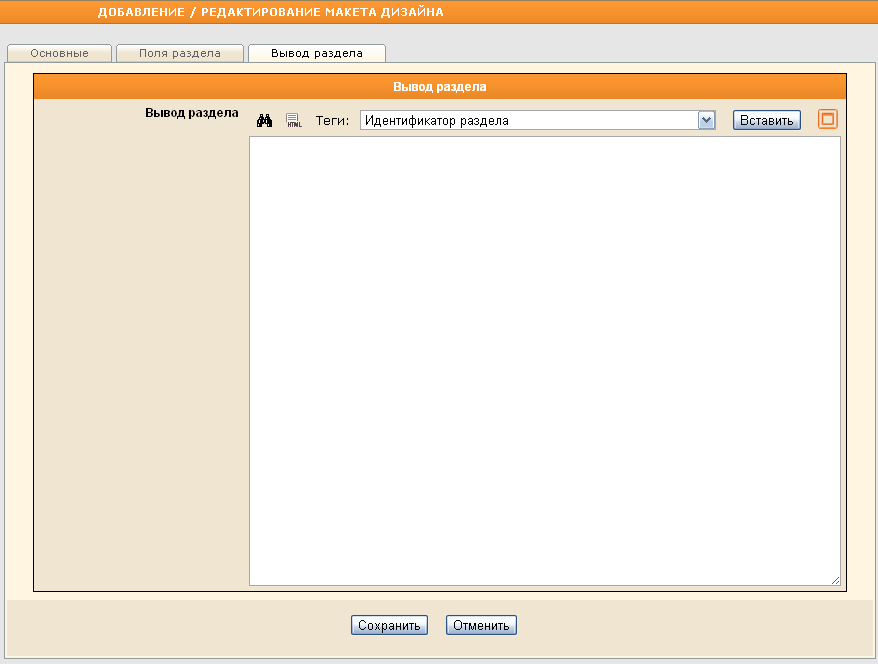 ДОБАВЛЕНИЕ / РЕДАКТИРОВАНИЕ МАКЕТА ДИЗАЙНА
Основные Поля раздела Вывод раздела
Вывод раздела
Вывод раздела HTML Теги: Идентификатор раздела Вставить
Сохранить Отменить